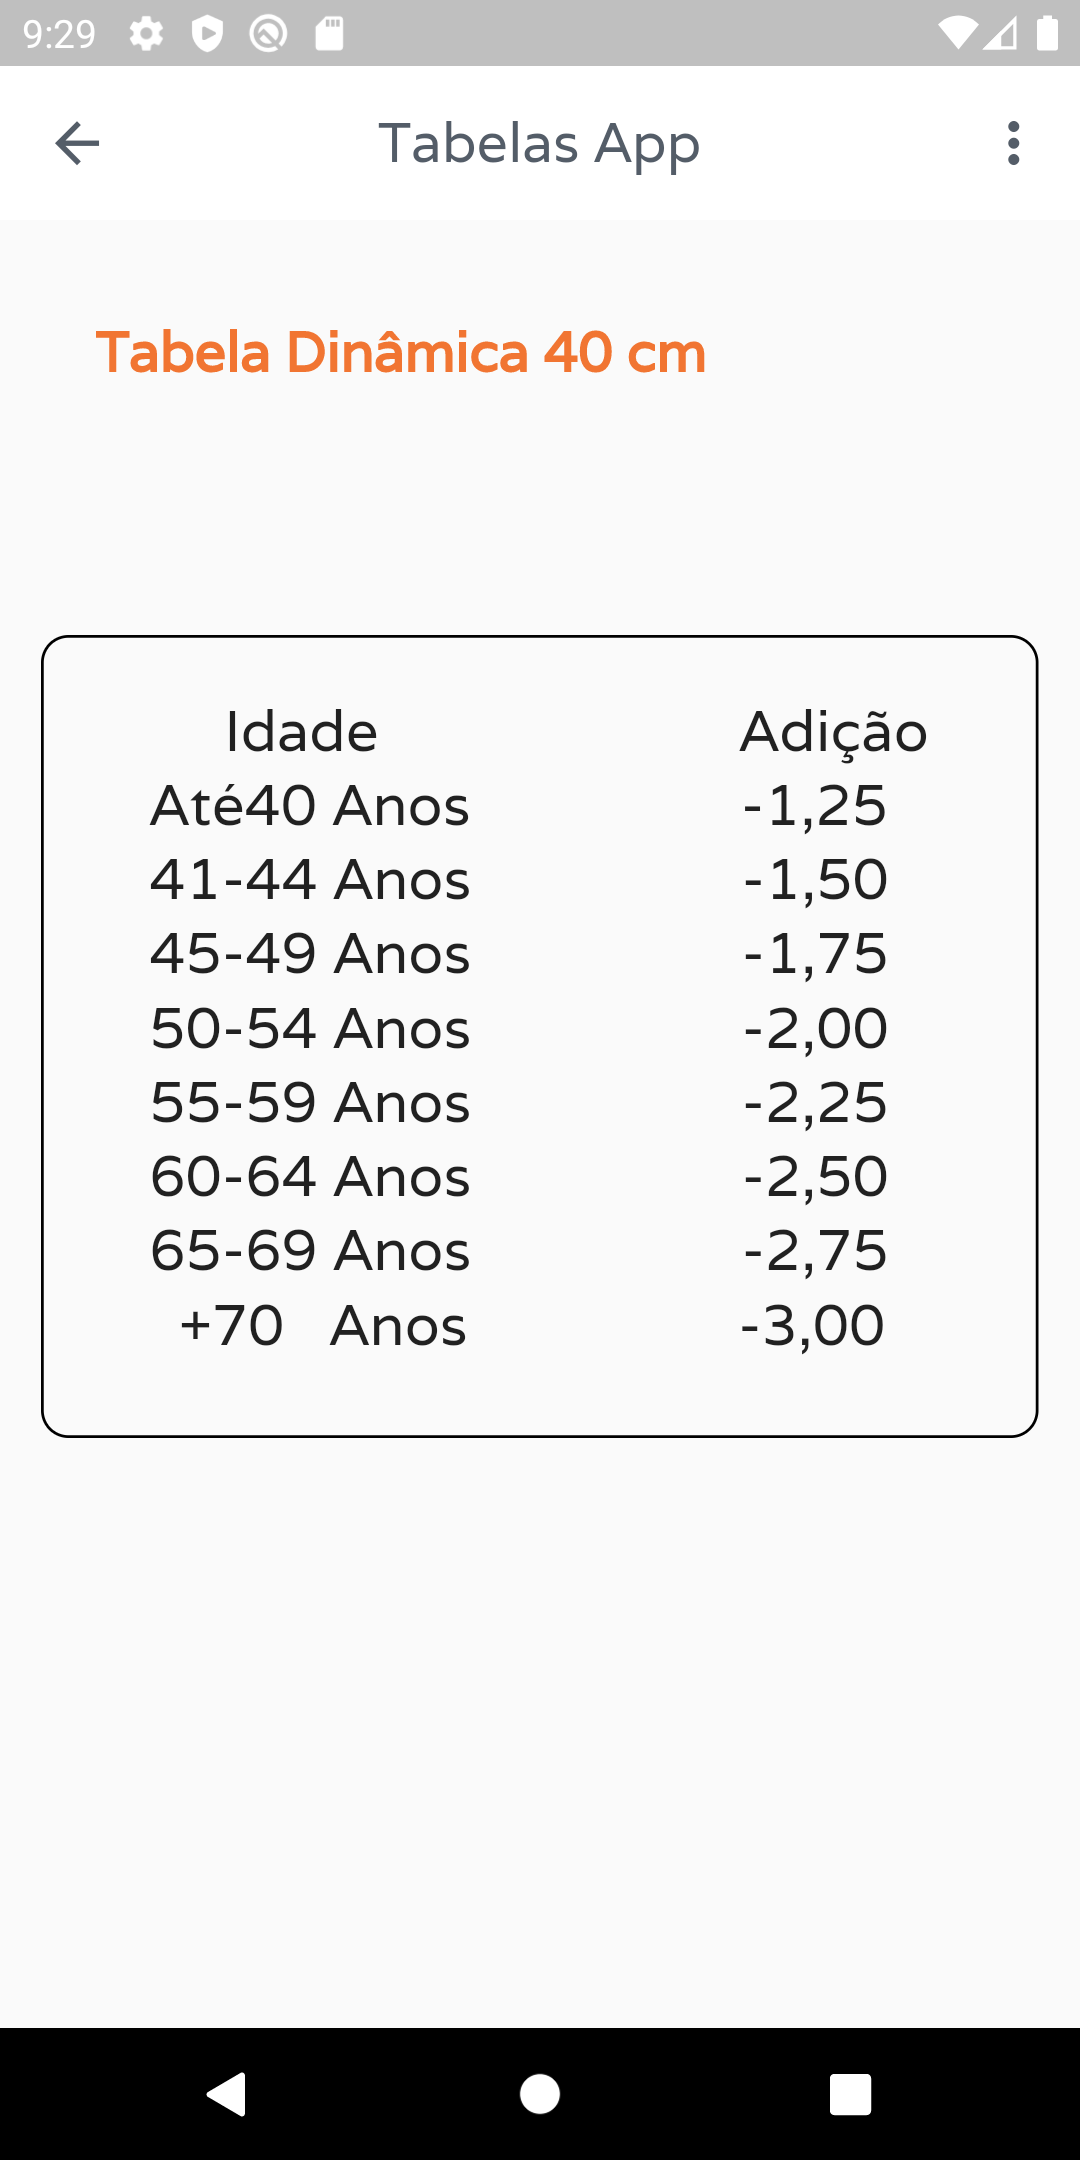 9:29
Tabelas App
Tabela Dinâmica 40 cm
Idade Adição
Até40 Anos -1,25
41-44 Anos -1,50
45-49 Anos -1,75
50-54 Anos -2,00
55-59 Anos -2,25
60-64 Anos -2,50
65-69 Anos -2,75
+70 Anos -3,00